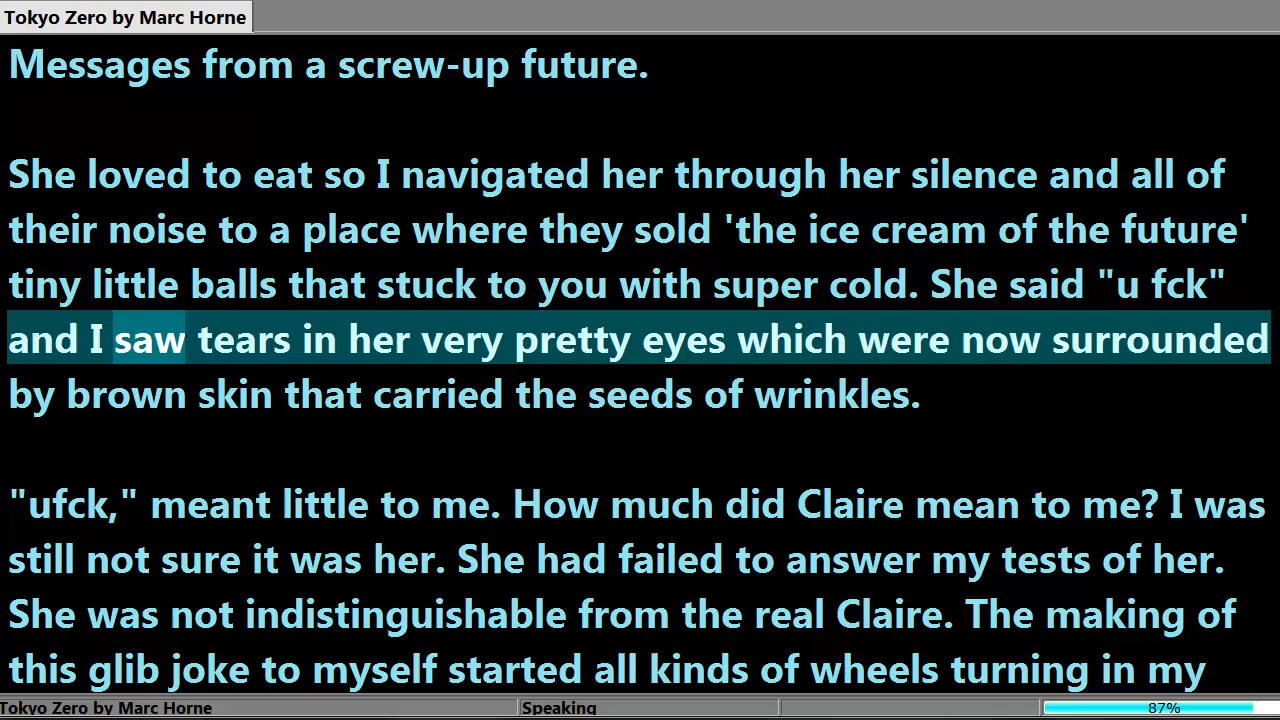 Tokyo Zero by Marc Horne
Messages from a screw-up future.
She loved to eat so I navigated her through her silence and all of
their noise to a place where they sold 'the ice cream of the future'
tiny little balls that stuck to you with super cold. She said "u fck"
and I saw tears in her very pretty eyes which were now surrounded
by brown skin that carried the seeds of wrinkles.
"ufck," meant little to me. How much did Claire mean to me? I was
still not sure it was her. She had failed to answer my tests of her.
She was not indistinguishable from the real Claire. The making of
this glib joke to myself started all kinds of wheels turning in my
Tokyo Zero by Marc Horne Speaking 87%